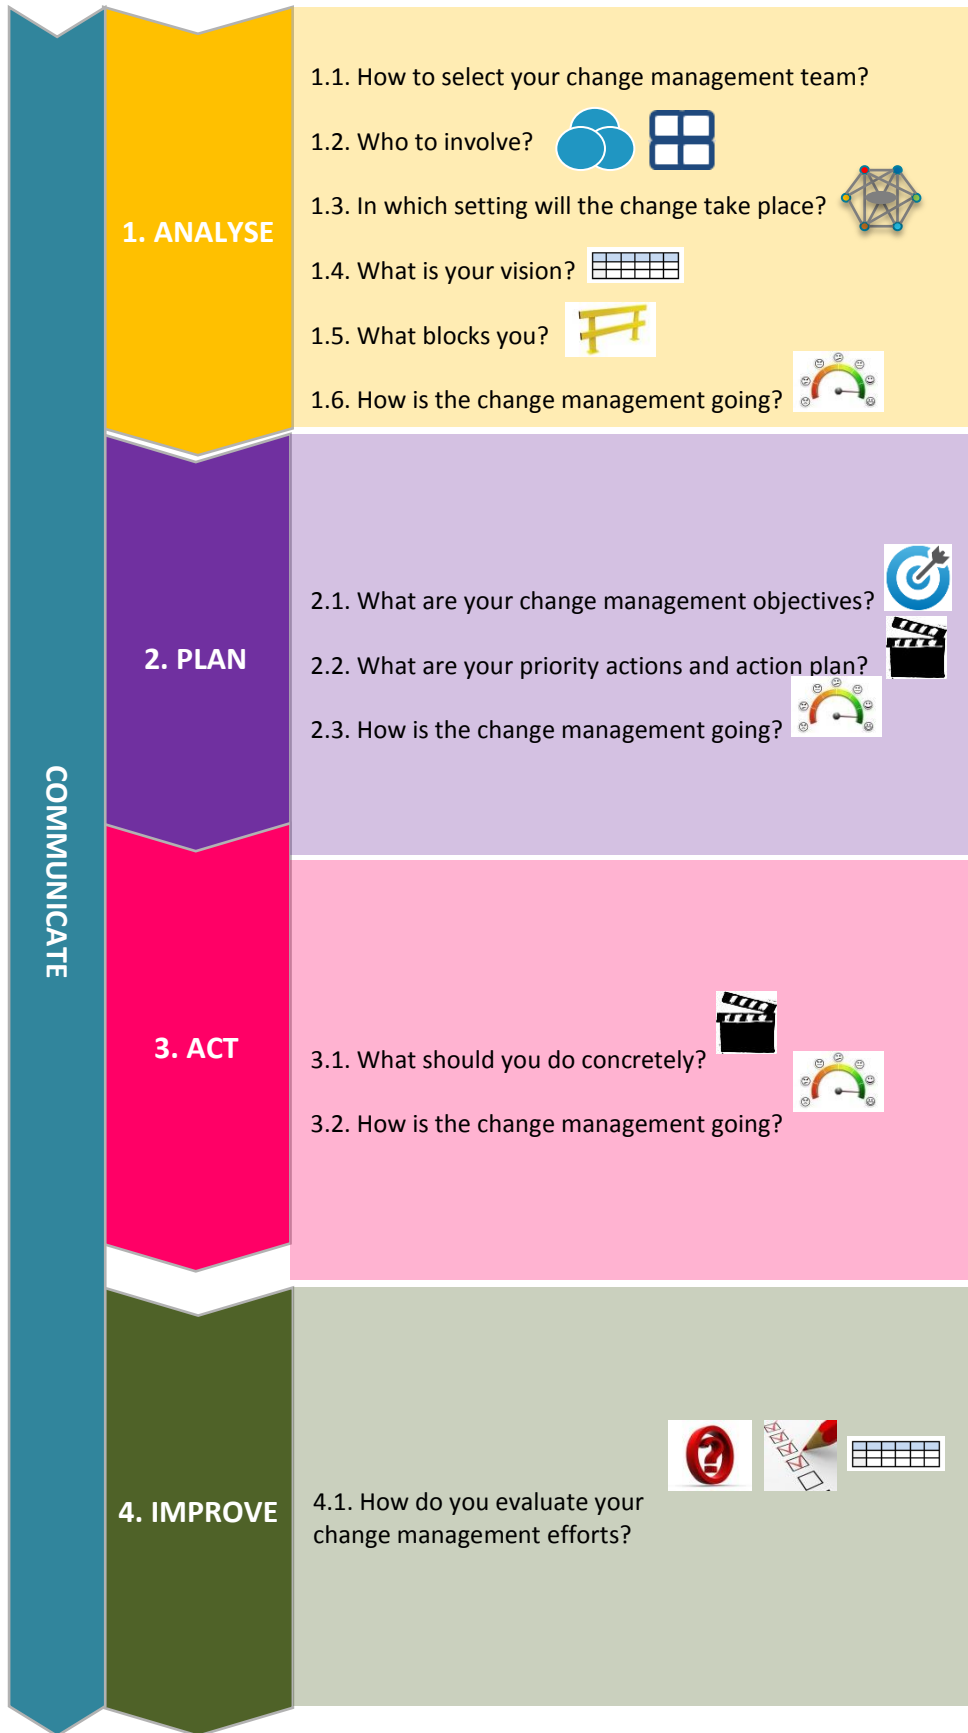 COMMUNICATE
1. ANALYSE
1.1. How to select your change management team?
1.2. Who to involve?
1.3. In which setting will the change take place?
1.4. What is your vision?
1.5. What blocks you?
1.6. How is the change management going?
2. PLAN
2.1. What are your change management objectives?
2.2. What are your priority actions and action plan?
2.3. How is the change management going?
3. ACT
3.1. What should you do concretely?
3.2. How is the change management going?
4. IMPROVE
4.1. How do you evaluate your
change management efforts?